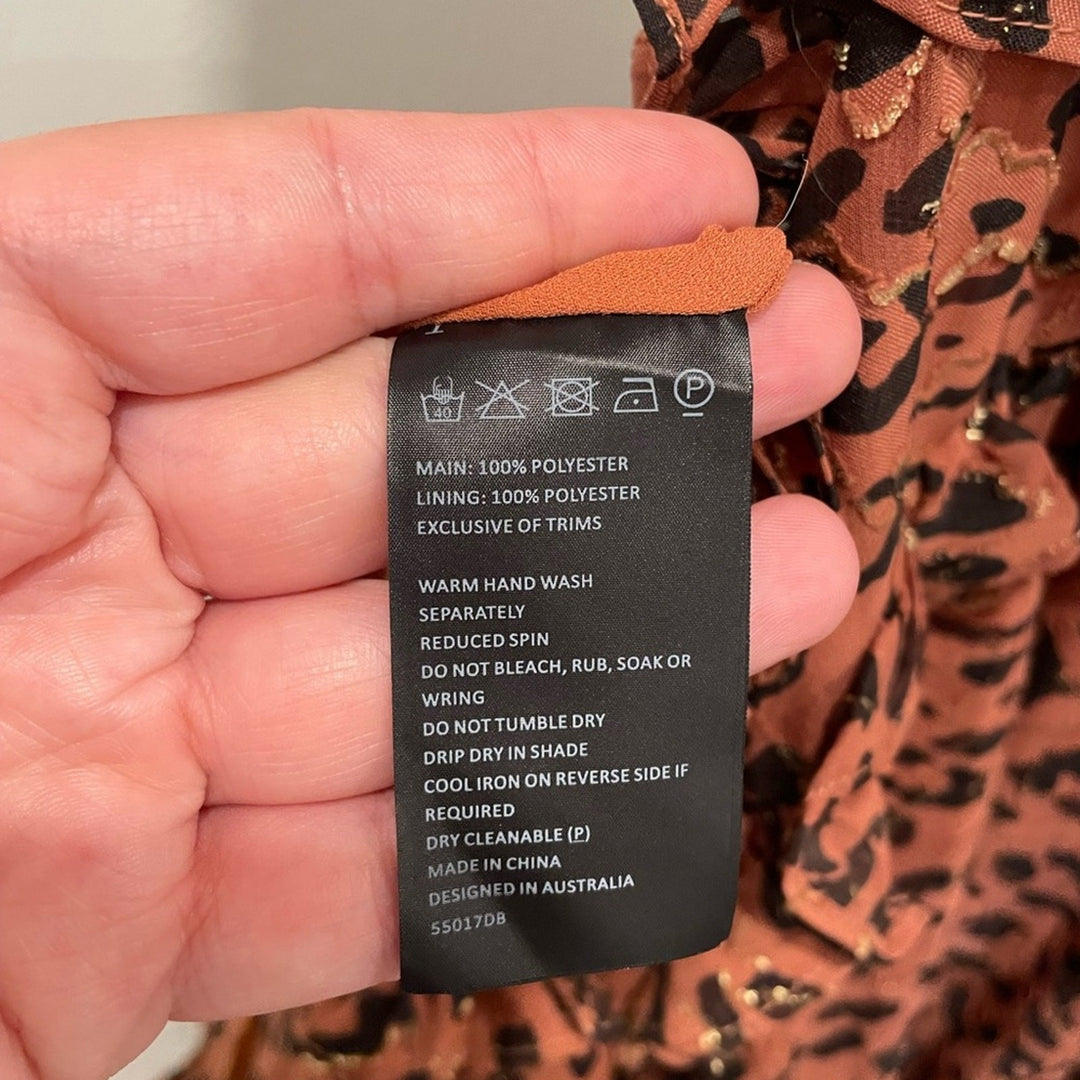 40
P
MAIN: 100% POLYESTER
LINING: 100% POLYESTER
EXCLUSIVE OF TRIMS
WARM HAND WASH
SEPARATELY
REDUCED SPIN
DO NOT BLEACH, RUB, SOAK OR
WRING
DO NOT TUMBLE DRY
DRIP DRY IN SHADE
COOL IRON ON REVERSE SIDE IF
REQUIRED
DRY CLEANABLE (P)
MADE IN CHINA
DESIGNED IN AUSTRALIA
55017DB